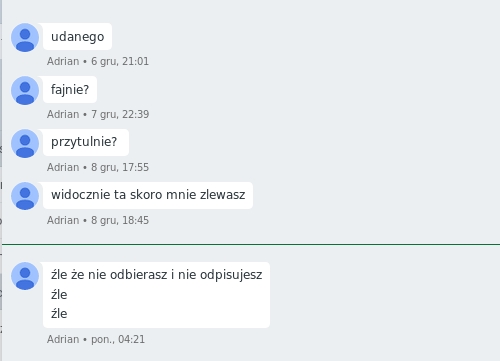 udanego
Adrian • 6 gru, 21:01
fajnie?
Adrian • 7 gru, 22:39
przytulnie?
Adrian • 8 gru, 17:55
widocznie ta skoro mnie zlewasz
Adrian • 8 gru, 18:45
źle że nie odbierasz i nie odpisujesz
źle
źle
Adrian • pon., 04:21